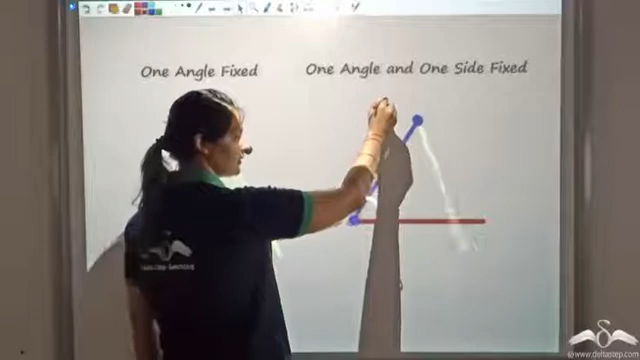 One Angle Fixed
One Angle and One Side Fixed
© www.deltastep.com